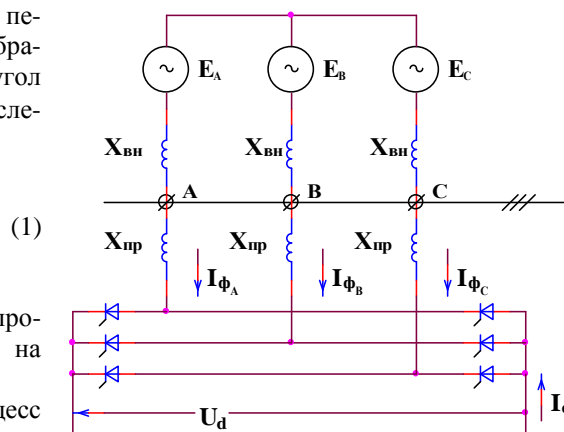 пе-
бра-
угол
сле-
(1)
про-
на
цесс
E_A E_B E_C
X_вн X_вн X_вн
A B C
X_пр X_пр X_пр
I_ф_A I_ф_B I_ф_C
U_d